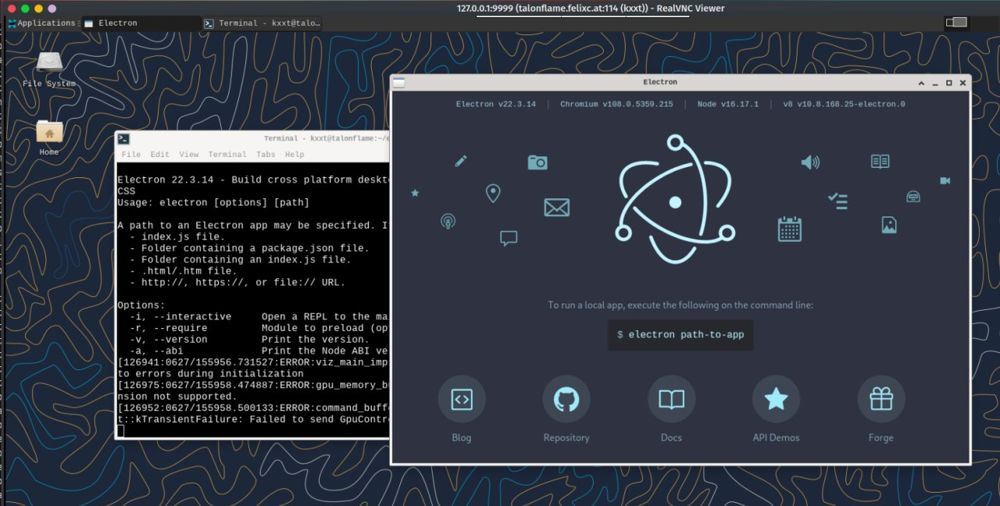 127.0.0.1:9999 (talonflame.felixc.at:114 (kxxt)) - RealVNC Viewer
Applications
Electron
Terminal - kxxt@talo…
File System
Home
Terminal - kxxt@talonflame:~/e
File Edit View Terminal Tabs Help
Electron 22.3.14 - Build cross platform deskto
CSS
Usage: electron [options] [path]
A path to an Electron app may be specified. I
- index.js file.
- Folder containing a package.json file.
- Folder containing an index.js file.
- .html/.htm file.
- http://, https://, or file:// URL.
Options:
-i, --interactive Open a REPL to the mai
-r, --require Module to preload (op
-v, --version Print the version.
-a, --abi Print the Node ABI ve
[126941:0627/155956.731527:ERROR:viz_main_imp
to errors during initialization
[126975:0627/155958.474887:ERROR:gpu_memory_bu
nsion not supported.
[126952:0627/155958.500133:ERROR:command_buffe
t::kTransientFailure: Failed to send GpuContro
Electron
Electron v22.3.14 | Chromium v108.0.5359.215 | Node v16.17.1 | v8 v10.8.168.25-electron.0
To run a local app, execute the following on the command line:
$ electron path-to-app
Blog
Repository
Docs
API Demos
Forge